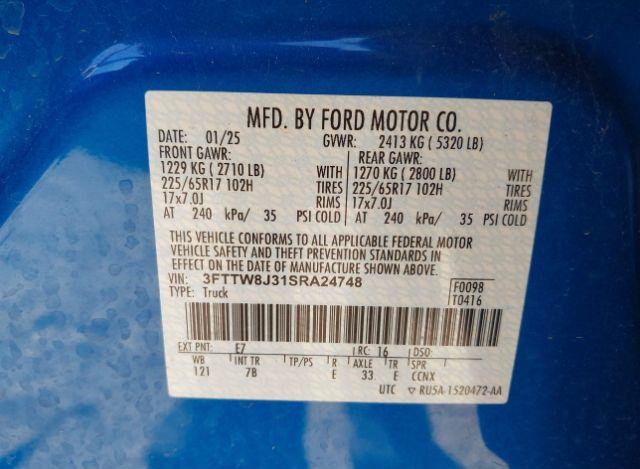 MFD. BY FORD MOTOR CO.
DATE: 01/25 GVWR: 2413 KG ( 5320 LB)
FRONT GAWR: REAR GAWR:
1229 KG ( 2710 LB) WITH 1270 KG ( 2800 LB) WITH
225/65R17 102H TIRES 225/65R17 102H TIRES
17x7.0J RIMS 17x7.0J RIMS
AT 240 kPa/ 35 PSI COLD AT 240 kPa/ 35 PSI COLD
THIS VEHICLE CONFORMS TO ALL APPLICABLE FEDERAL MOTOR
VEHICLE SAFETY AND THEFT PREVENTION STANDARDS IN
EFFECT ON THE DATE OF MANUFACTURE SHOWN ABOVE.
VIN: 3FTTW8J31SRA24748 F0098
TYPE: Truck T0416
EXT PNT: E7 RC: 16 DSO:
WB INT TR TP/PS R AXLE TR SPR
121 7B E 33 E CCNX
UTC ▽ RU5A-1520472-AA